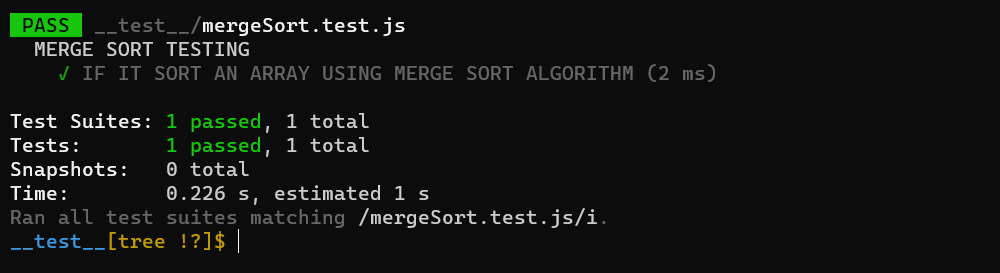 PASS __test__/mergeSort.test.js
MERGE SORT TESTING
√ IF IT SORT AN ARRAY USING MERGE SORT ALGORITHM (2 ms)
Test Suites: 1 passed, 1 total
Tests: 1 passed, 1 total
Snapshots: 0 total
Time: 0.226 s, estimated 1 s
Ran all test suites matching /mergeSort.test.js/i.
__test__[tree !?]$